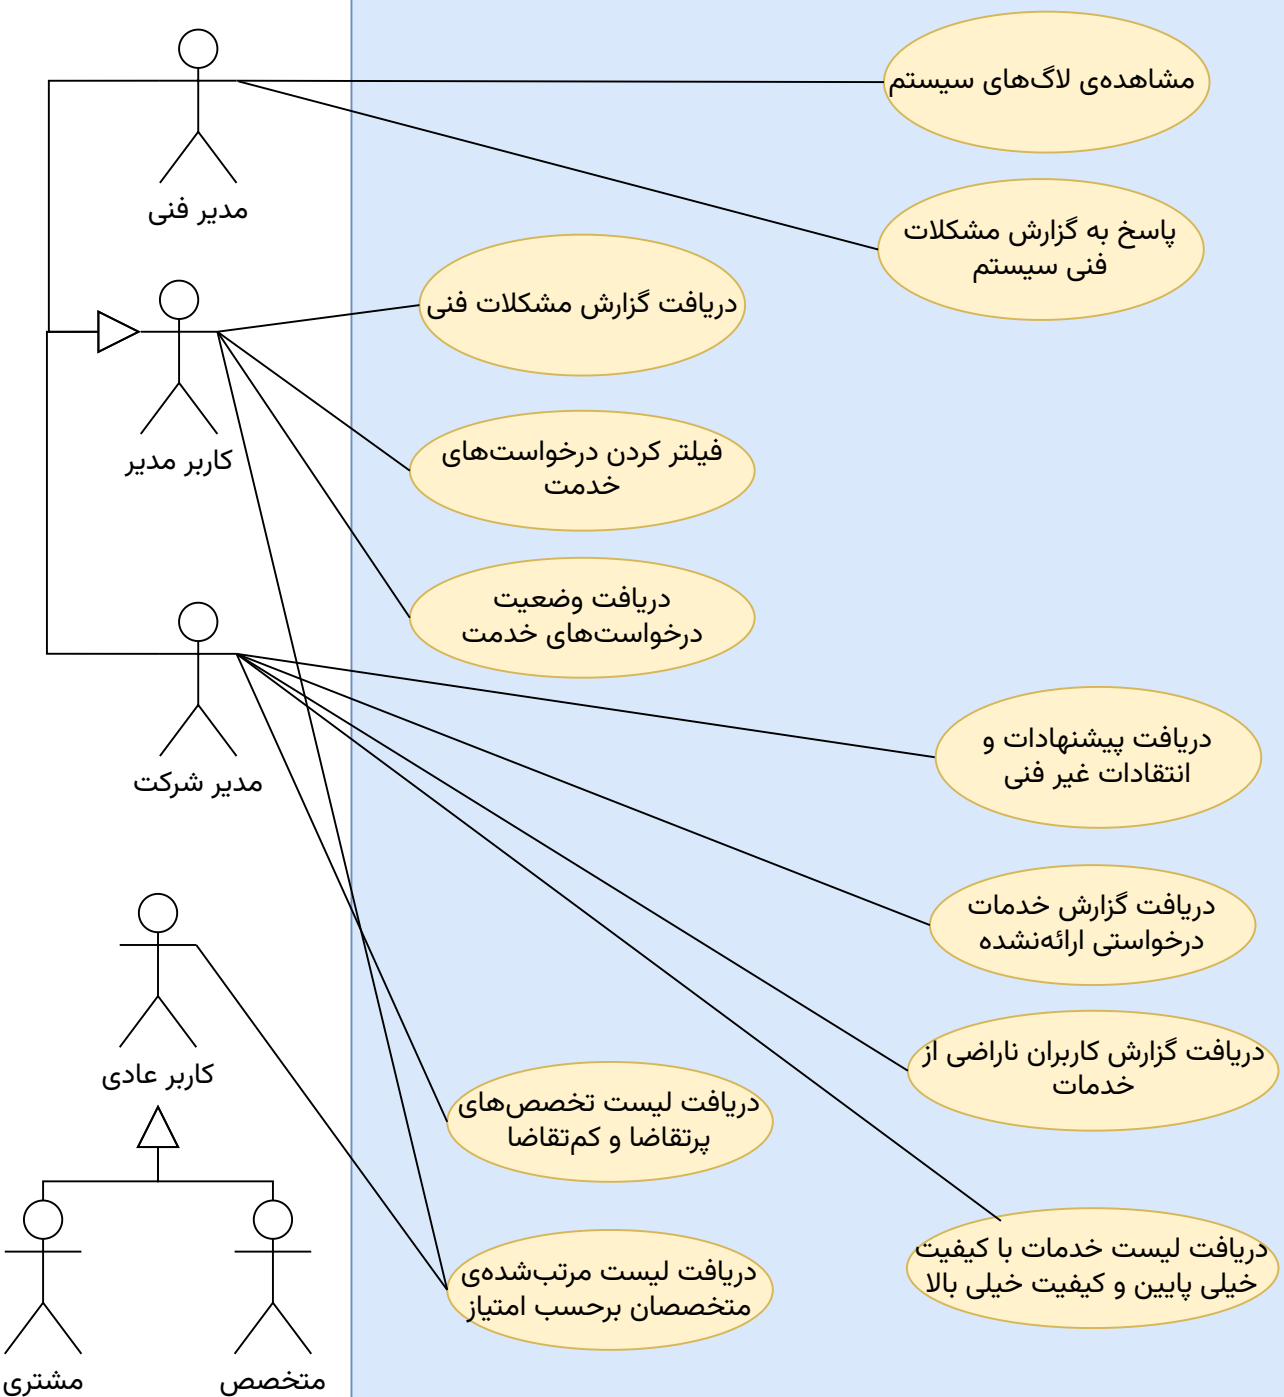 مشاهده‌ی لاگ‌های سیستم
مدیر فنی
پاسخ به گزارش مشکلات
فنی سیستم
دریافت گزارش مشکلات فنی
کاربر مدیر
فیلتر کردن درخواست‌های
خدمت
دریافت وضعیت
درخواست‌های خدمت
مدیر شرکت
دریافت پیشنهادات و
انتقادات غیر فنی
دریافت گزارش خدمات
درخواستی ارائه‌نشده
دریافت گزارش کاربران ناراضی از
خدمات
کاربر عادی
دریافت لیست تخصص‌های
پرتقاضا و کم‌تقاضا
دریافت لیست خدمات با کیفیت
خیلی پایین و کیفیت خیلی بالا
دریافت لیست مرتب‌شده‌ی
متخصصان برحسب امتیاز
متخصص
مشتری